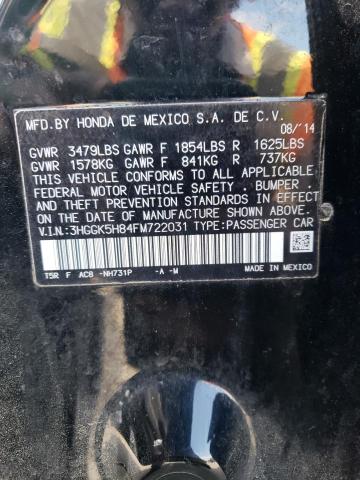 MFD.BY HONDA DE MEXICO S.A. DE C.V.
08/'14
GVWR 3479LBS GAWR F 1854LBS R 1625LBS
GVWR 1578KG GAWR F 841KG R 737KG
THIS VEHICLE CONFORMS TO ALL APPLICABLE
FEDERAL MOTOR VEHICLE SAFETY . BUMPER .
AND THEFT PREVENTION STANDARDS IN EFFECT
ON THE DATE OF MANUFACTURE SHOWN ABOVE.
V.I.N.:3HGGK5H84FM722031 TYPE:PASSENGER CAR
T5R F AC8 -NH731P -A -M
MADE IN MEXICO